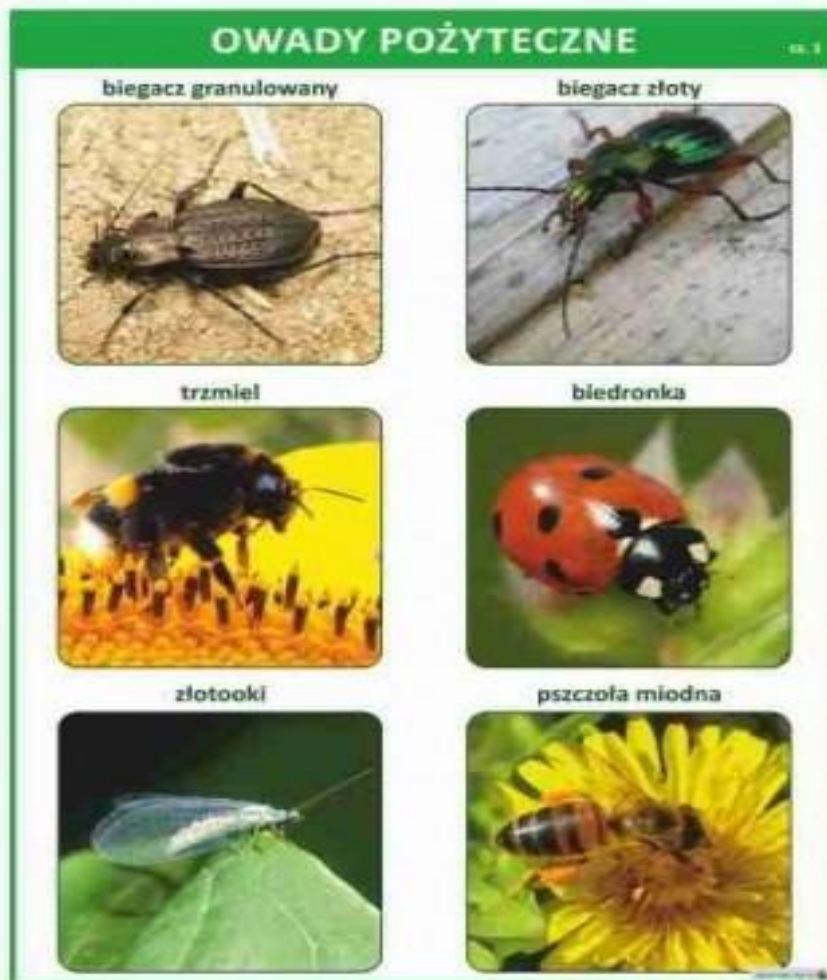 OWADY POŻYTECZNE
biegacz granulowany
biegacz złoty
trzmiel
biedronka
złotooki
pszczoła miodna